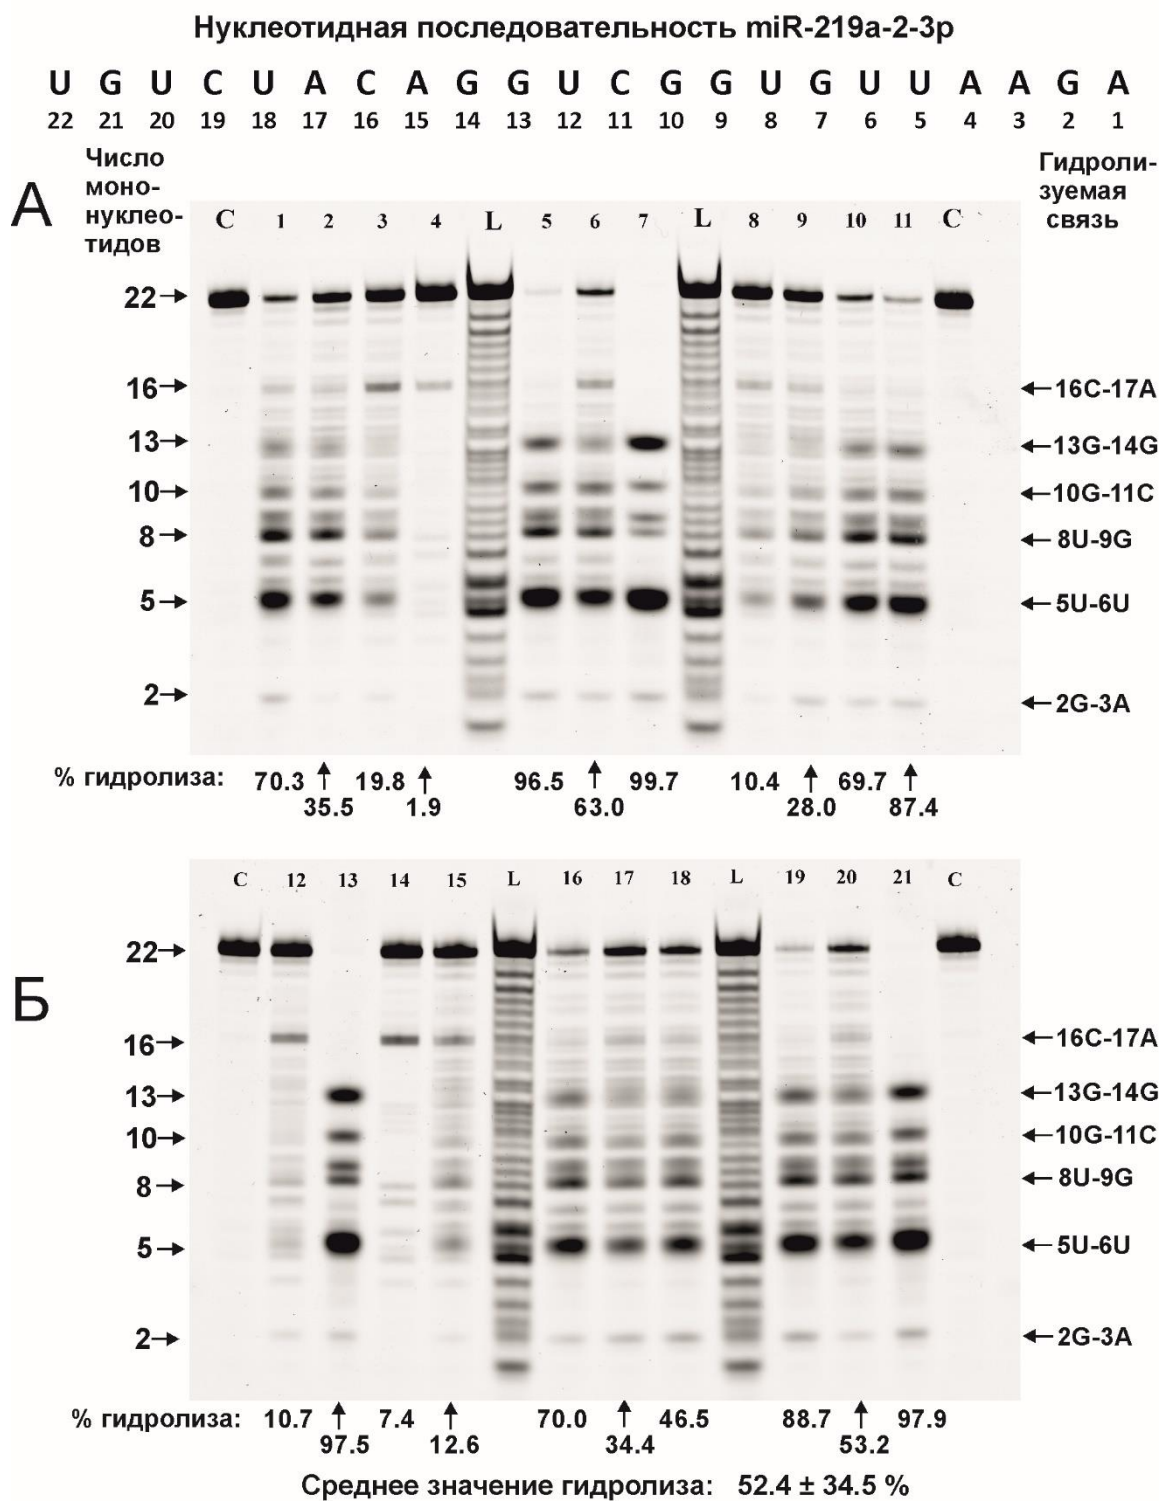 Нуклеотидная последовательность miR-219a-2-3p
U G U C U A C A G G U C G G U G U U A A G A
22 21 20 19 18 17 16 15 14 13 12 11 10 9 8 7 6 5 4 3 2 1
А
Число
моно-
нуклео-
тидов
Гидроли-
зуемая
связь
C 1 2 3 4 L 5 6 7 L 8 9 10 11 C
22
16 16C-17A
13 13G-14G
10 10G-11C
8 8U-9G
5 5U-6U
2 2G-3A
% гидролиза: 70.3 19.8 96.5 99.7 10.4 69.7
35.5 1.9 63.0 28.0 87.4
Б
C 12 13 14 15 L 16 17 18 L 19 20 21 C
22
16 16C-17A
13 13G-14G
10 10G-11C
8 8U-9G
5 5U-6U
2 2G-3A
% гидролиза: 10.7 7.4 70.0 46.5 88.7 97.9
97.5 12.6 34.4 53.2
Среднее значение гидролиза: 52.4 ± 34.5 %